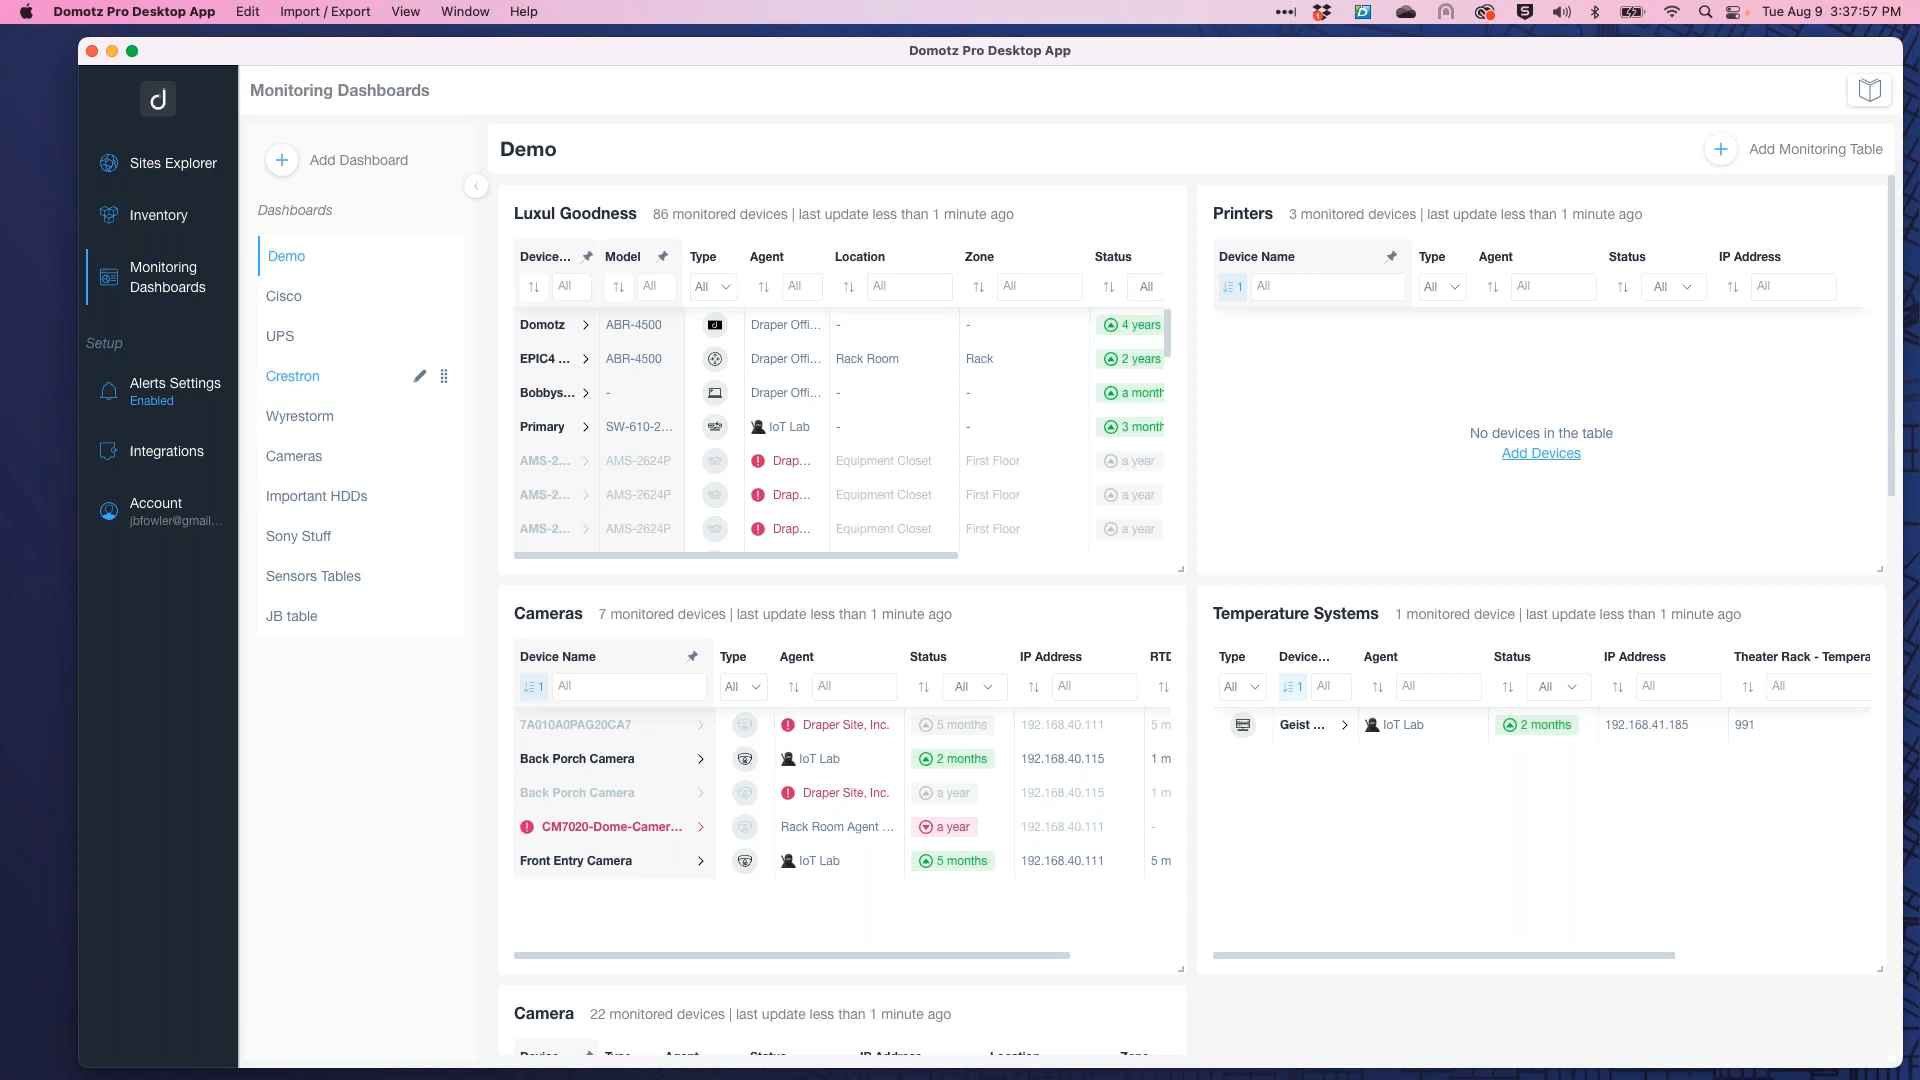 Domotz Pro Desktop App Edit Import / Export View Window Help Tue Aug 9 3:37:57 PM
Domotz Pro Desktop App
Monitoring Dashboards
Sites Explorer
Inventory
Monitoring
Dashboards
Setup
Alerts Settings
Enabled
Integrations
Account
jbfowler@gmail...
Add Dashboard
Dashboards
Demo
Cisco
UPS
Crestron
Wyrestorm
Cameras
Important HDDs
Sony Stuff
Sensors Tables
JB table
Demo
Add Monitoring Table
Luxul Goodness 86 monitored devices | last update less than 1 minute ago
Device... Model Type Agent Location Zone Status
All All All All All All All
Domotz ABR-4500 Draper Offi... - - 4 years
EPIC4 ... ABR-4500 Draper Offi... Rack Room Rack 2 years
Bobbys... - Draper Offi... - - a month
Primary SW-610-2... IoT Lab - - 3 month
AMS-2... AMS-2624P Drap... Equipment Closet First Floor a year
AMS-2... AMS-2624P Drap... Equipment Closet First Floor a year
AMS-2... AMS-2624P Drap... Equipment Closet First Floor a year
Printers 3 monitored devices | last update less than 1 minute ago
Device Name Type Agent Status IP Address
1 All All All All All
No devices in the table
Add Devices
Cameras 7 monitored devices | last update less than 1 minute ago
Device Name Type Agent Status IP Address RTD
1 All All All All All
7A010A0PAG20CA7 Draper Site, Inc. 5 months 192.168.40.111 5 m
Back Porch Camera IoT Lab 2 months 192.168.40.115 1 m
Back Porch Camera Draper Site, Inc. a year 192.168.40.115 1 m
CM7020-Dome-Camer... Rack Room Agent ... a year 192.168.40.111 -
Front Entry Camera IoT Lab 5 months 192.168.40.111 5 m
Temperature Systems 1 monitored device | last update less than 1 minute ago
Type Device... Agent Status IP Address Theater Rack - Tempera
All 1 All All All All All
Geist ... IoT Lab 2 months 192.168.41.185 991
Camera 22 monitored devices | last update less than 1 minute ago
Device Type Agent Status IP Address Location Zone